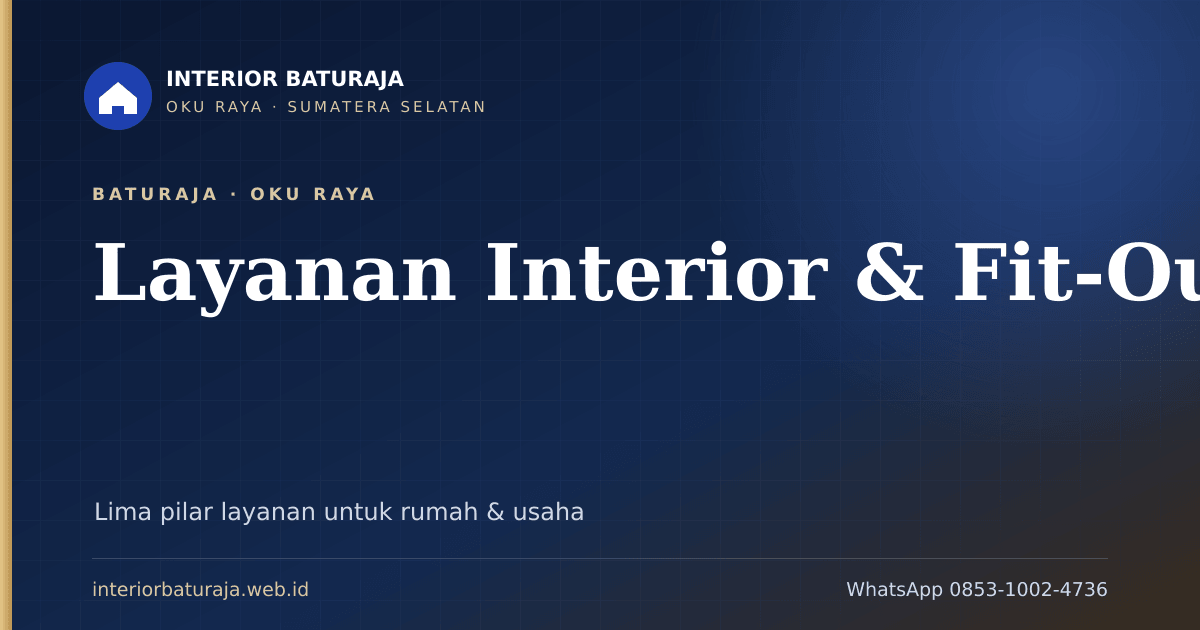 INTERIOR BATURAJA
OKU RAYA · SUMATERA SELATAN
BATURAJA · OKU RAYA
Layanan Interior & Fit-Ou
Lima pilar layanan untuk rumah & usaha
interiorbaturaja.web.id
WhatsApp 0853-1002-4736